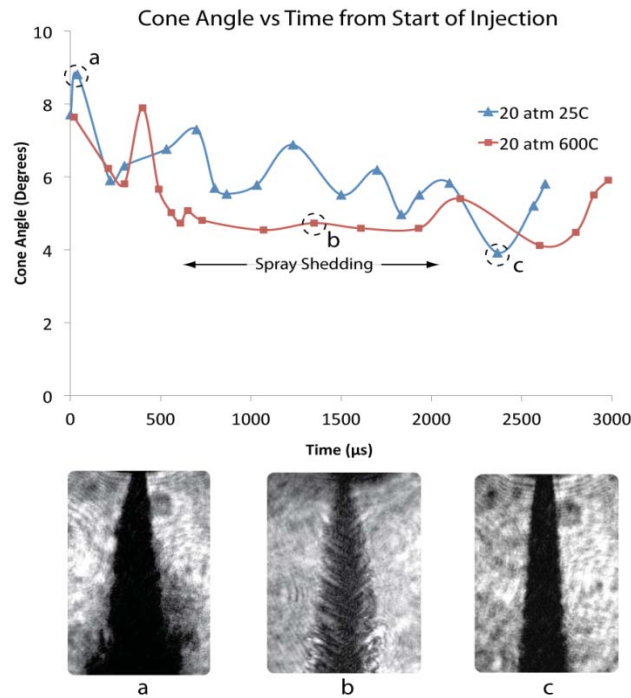 Cone Angle vs Time from Start of Injection
10
8
6
4
2
0
Cone Angle (Degrees)
a
20 atm 25C
20 atm 600C
b
Spray Shedding
c
0 500 1000 1500 2000 2500 3000
Time (µs)
a b c